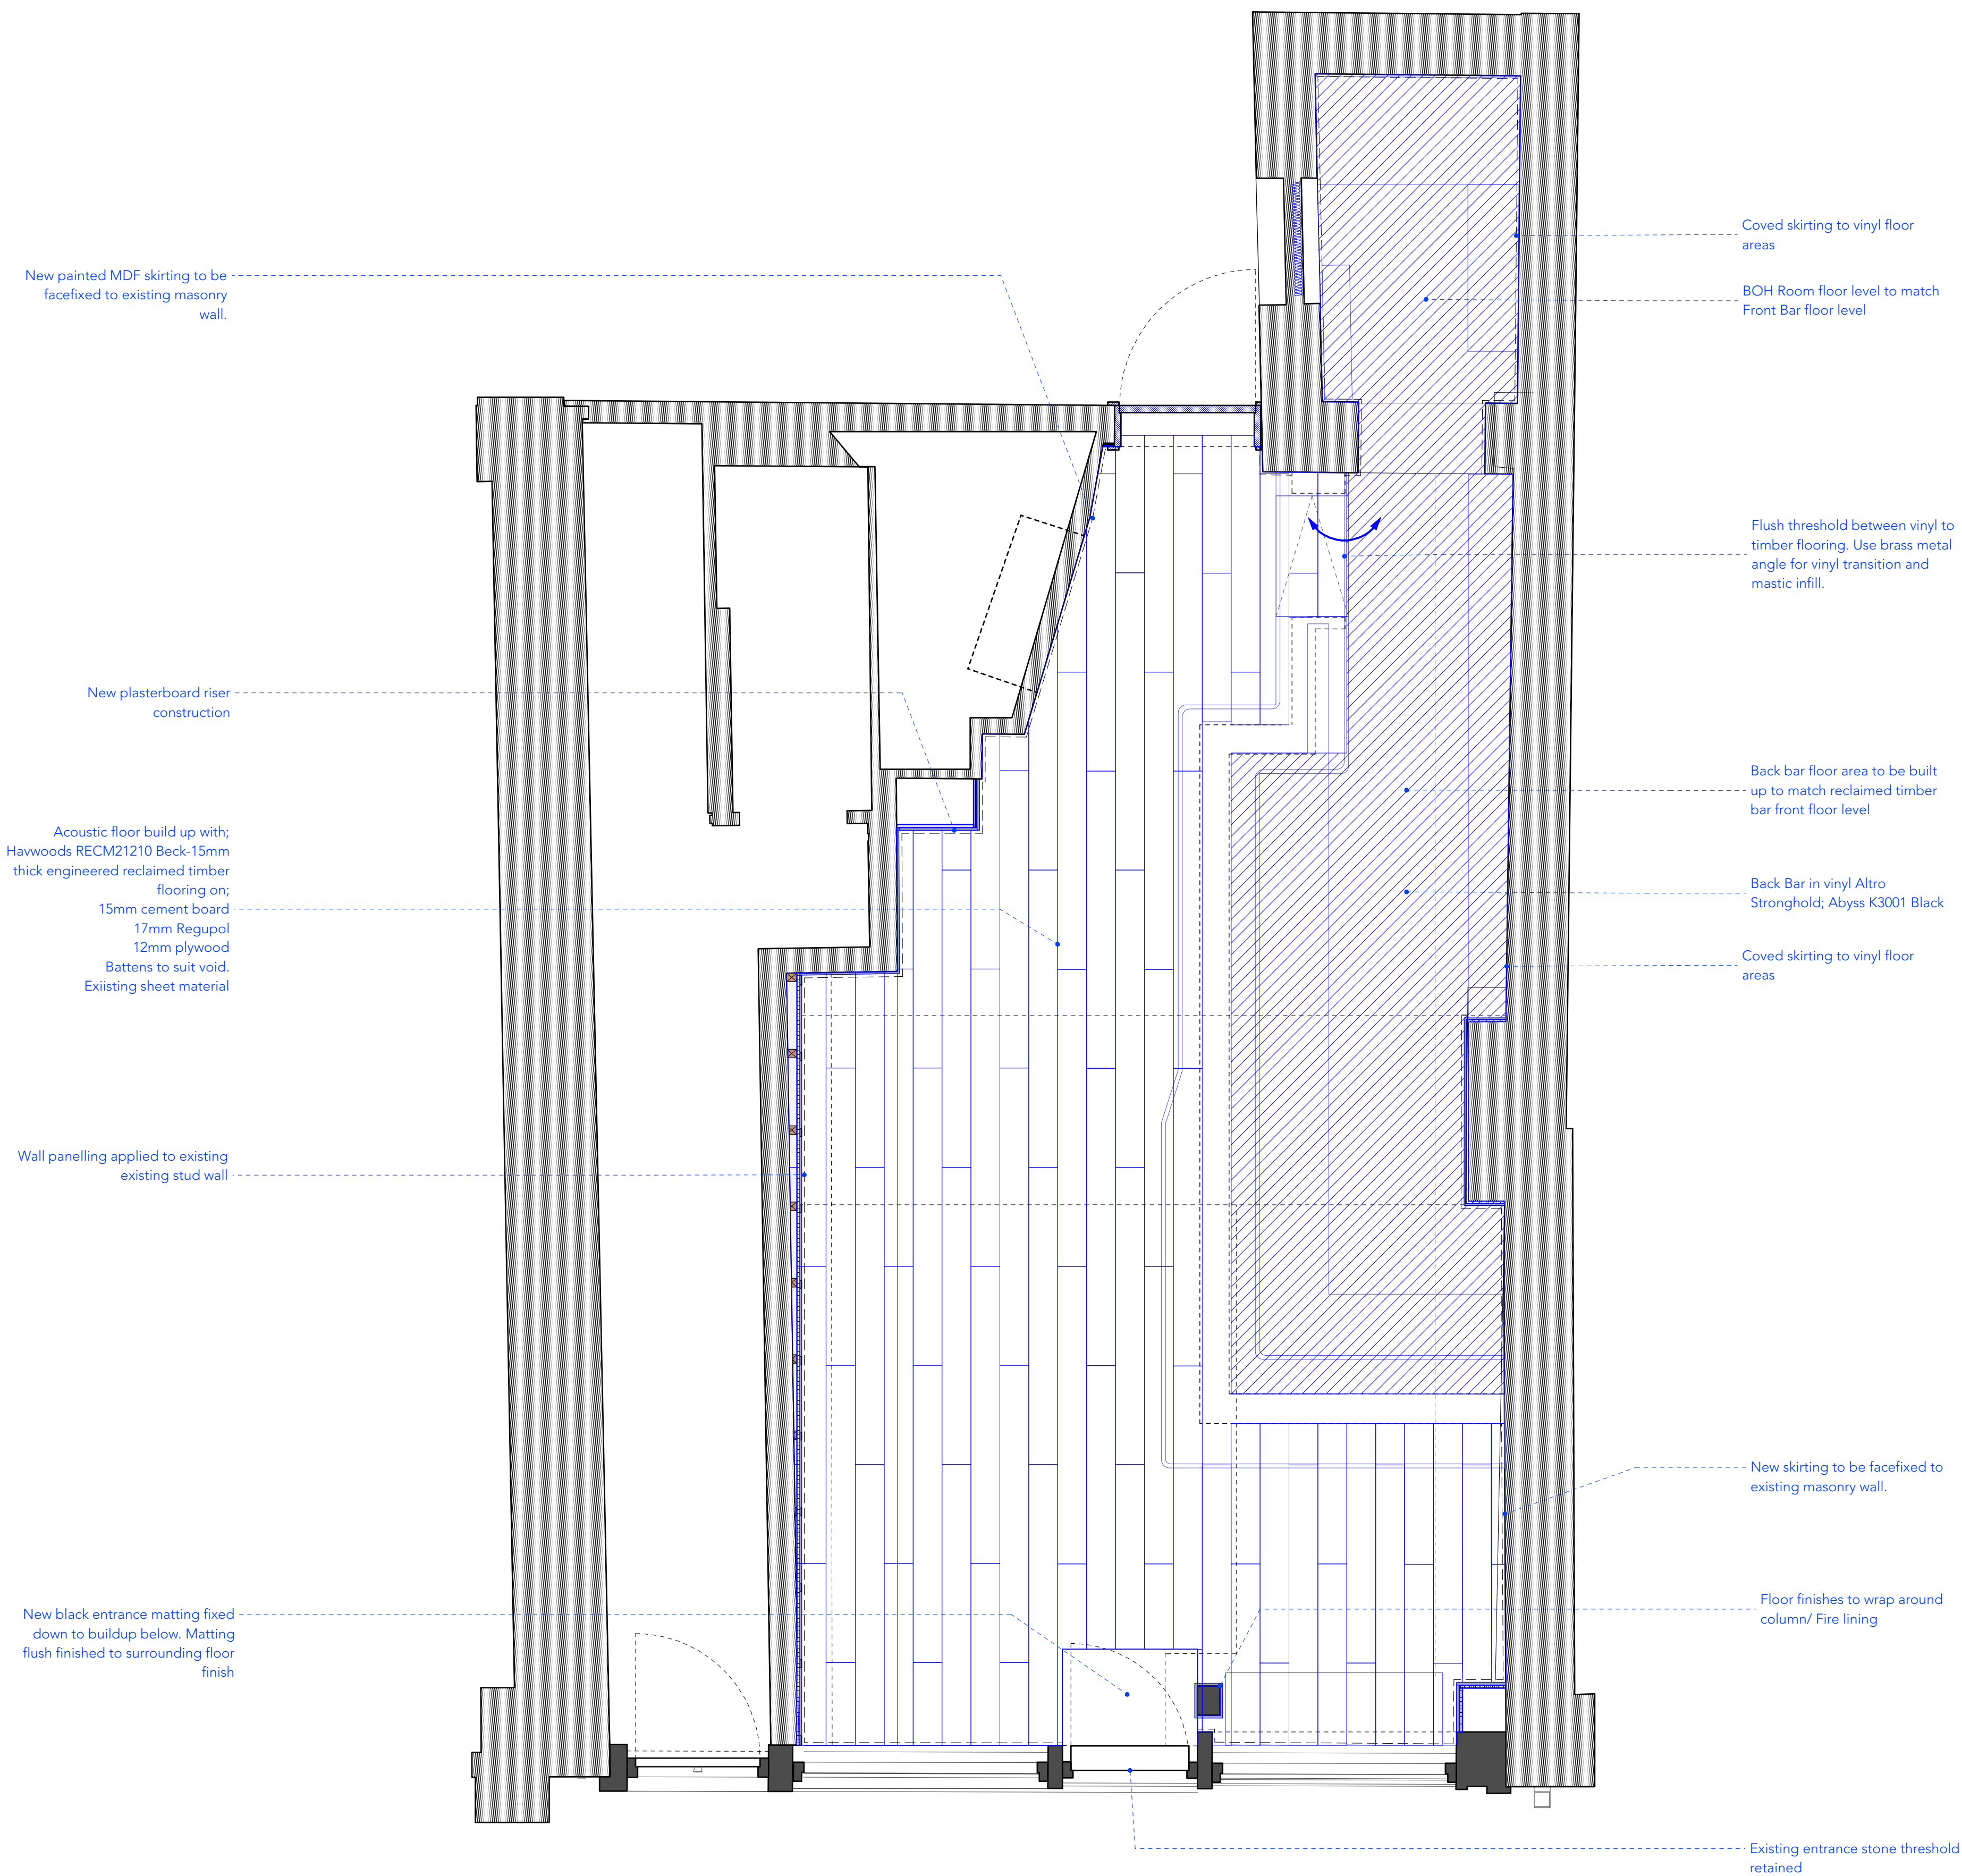 New painted MDF skirting to be
facefixed to existing masonry
wall.
New plasterboard riser
construction
Acoustic floor build up with;
Havwoods RECM21210 Beck-15mm
thick engineered reclaimed timber
flooring on;
15mm cement board
17mm Regupol
12mm plywood
Battens to suit void.
Exiisting sheet material
Wall panelling applied to existing
existing stud wall
New black entrance matting fixed
down to buildup below. Matting
flush finished to surrounding floor
finish
Coved skirting to vinyl floor
areas
BOH Room floor level to match
Front Bar floor level
Flush threshold between vinyl to
timber flooring. Use brass metal
angle for vinyl transition and
mastic infill.
Back bar floor area to be built
up to match reclaimed timber
bar front floor level
Back Bar in vinyl Altro
Stronghold; Abyss K3001 Black
Coved skirting to vinyl floor
areas
New skirting to be facefixed to
existing masonry wall.
Floor finishes to wrap around
column/ Fire lining
Existing entrance stone threshold
retained